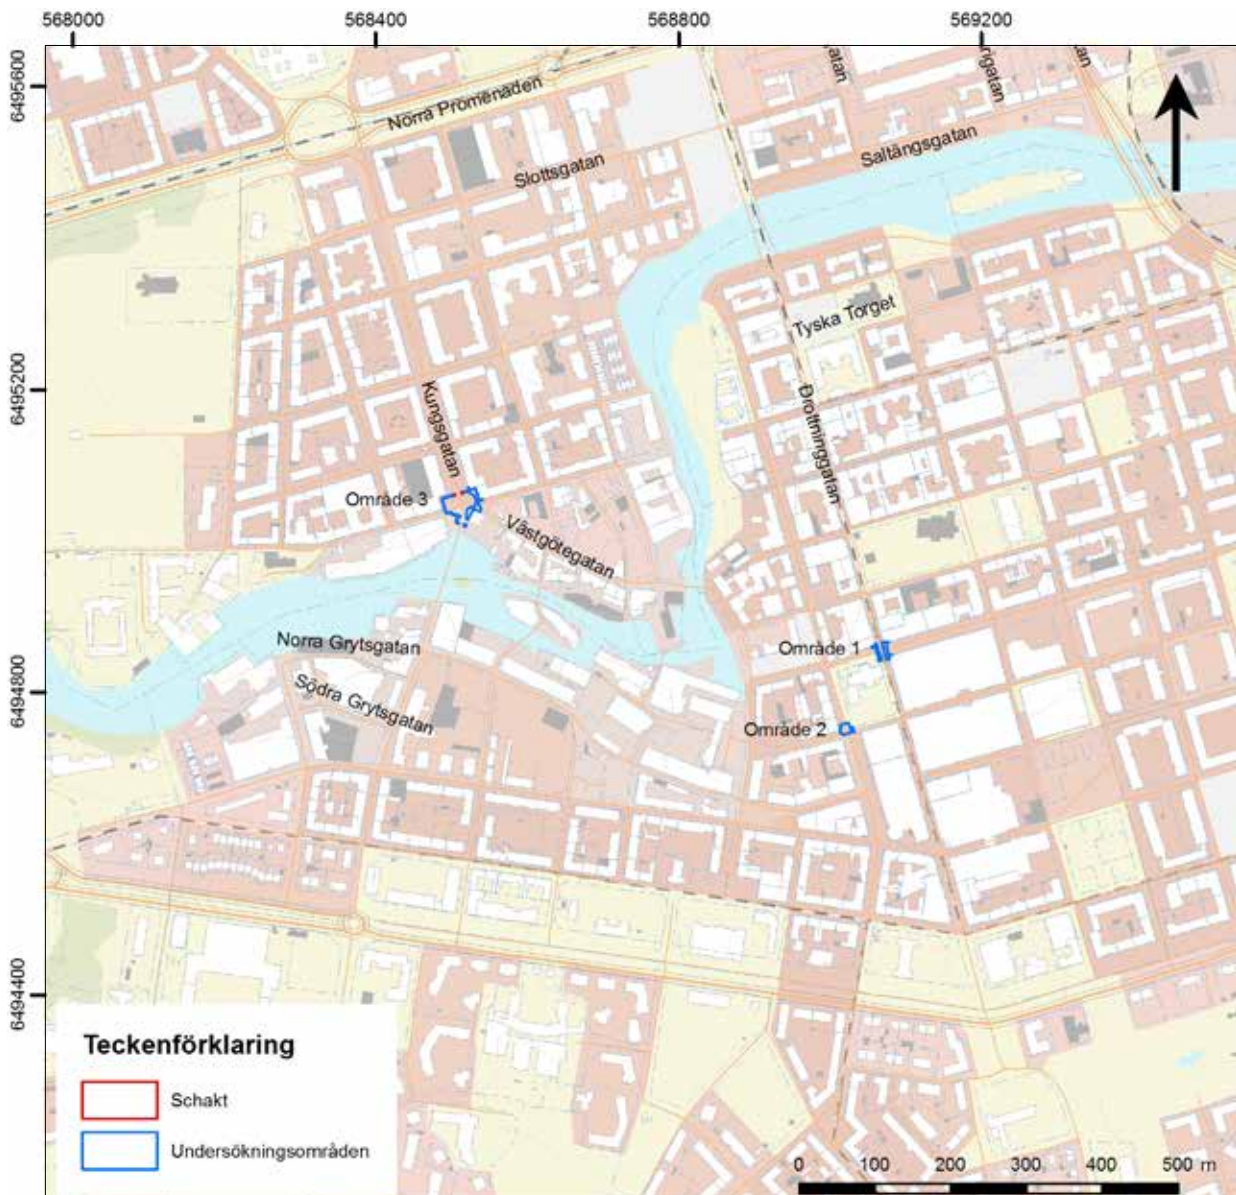 568000
568400
568800
569200
6495600
6495200
6494800
6494400
Norra Promenaden
Slottsgatan
Saltängsgatan
Tyska Torget
Drottninggatan
Kungsgatan
Område 3
Västgötegatan
Norra Grytsgatan
Södra Grytsgatan
Område 1
Område 2
Teckenförklaring
Schakt
Undersökningsområden
0 100 200 300 400 500 m